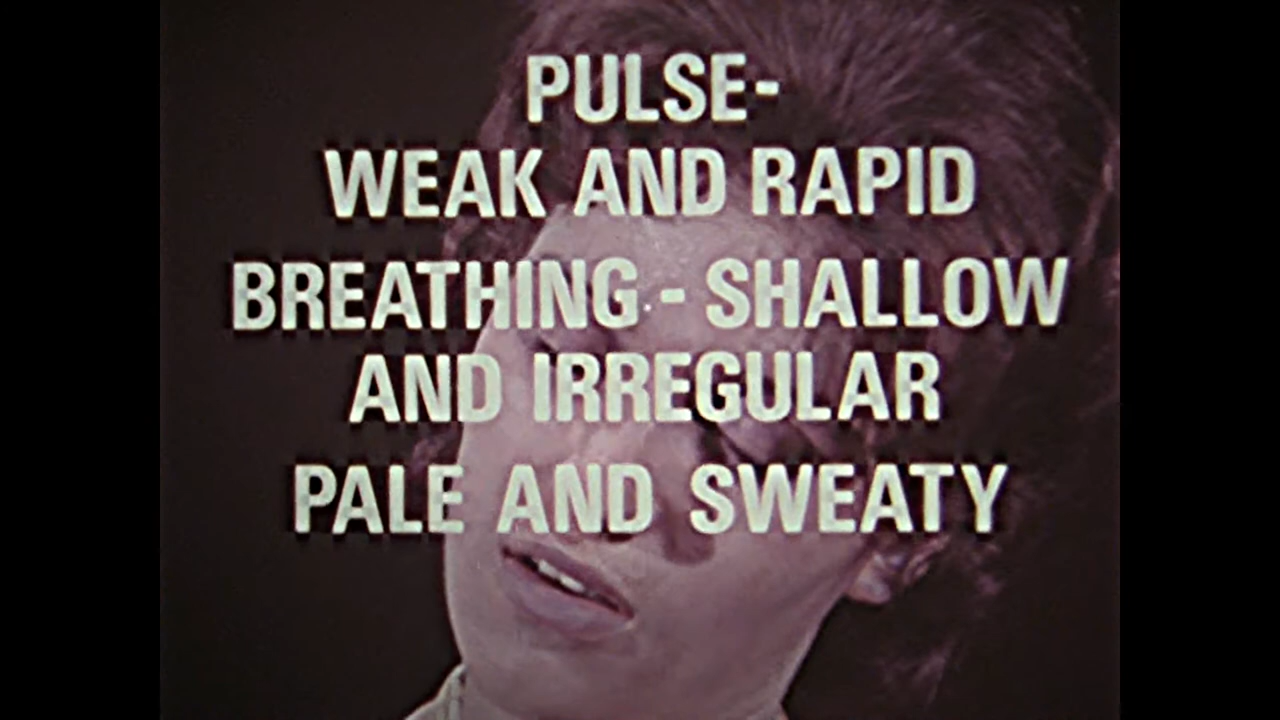 PULSE-
WEAK AND RAPID
BREATHING - SHALLOW
AND IRREGULAR
PALE AND SWEATY